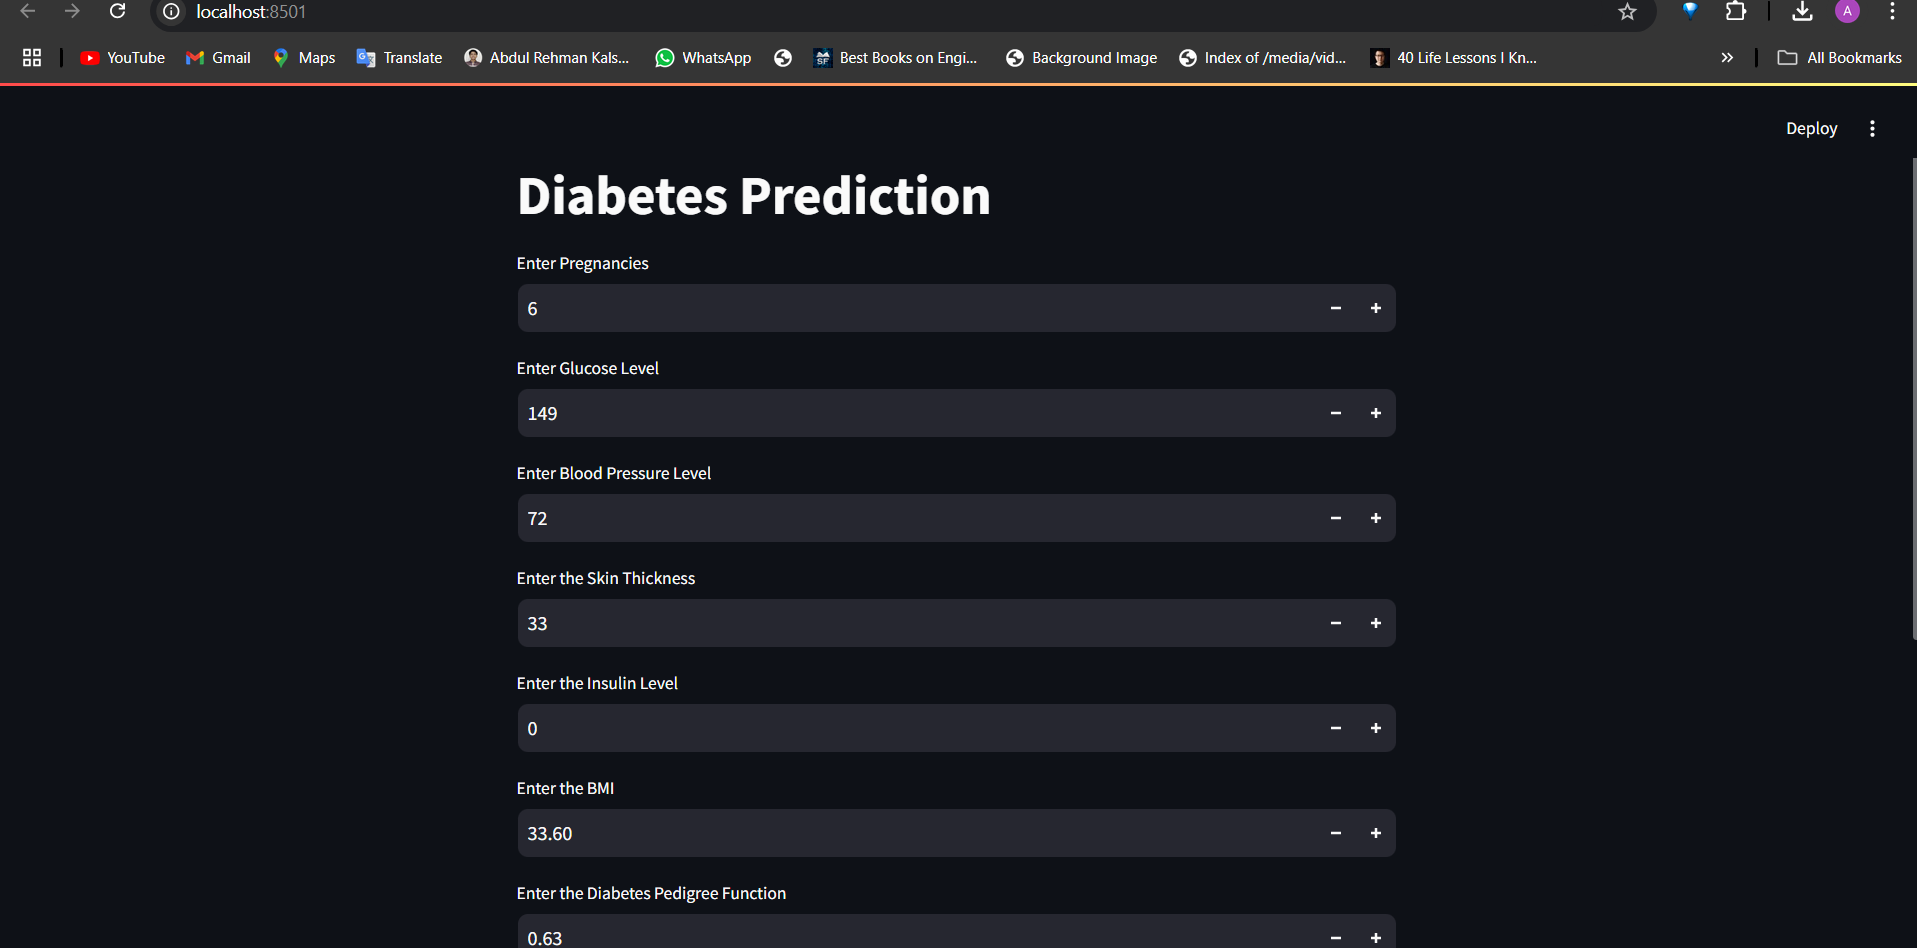 localhost:8501
A
YouTube Gmail Maps Translate Abdul Rehman Kals... WhatsApp Best Books on Engi... Background Image Index of /media/vid... 40 Life Lessons I Kn... » All Bookmarks
Deploy
Diabetes Prediction
Enter Pregnancies
6
Enter Glucose Level
149
Enter Blood Pressure Level
72
Enter the Skin Thickness
33
Enter the Insulin Level
0
Enter the BMI
33.60
Enter the Diabetes Pedigree Function
0.63